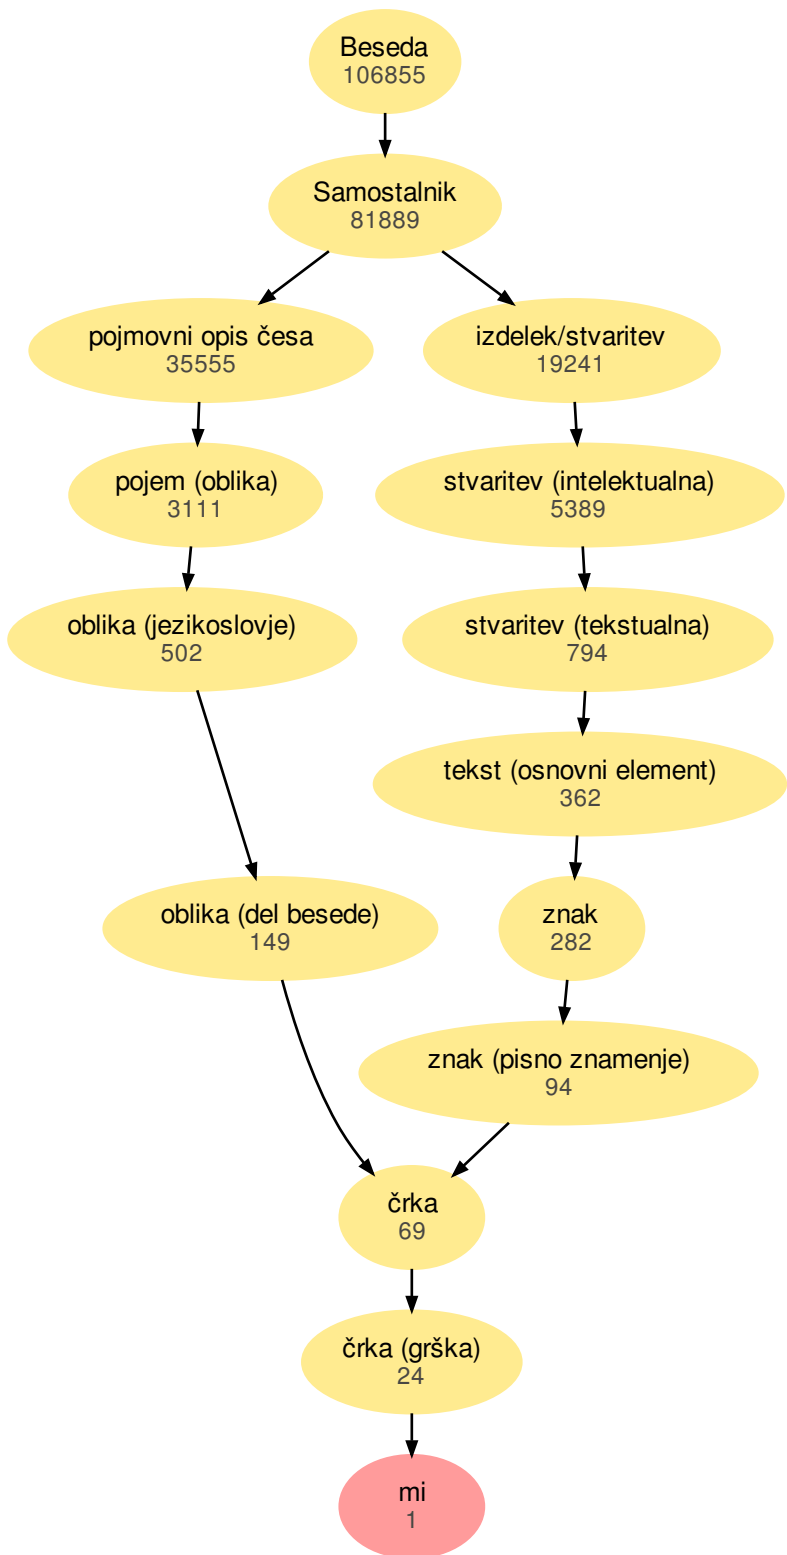 Beseda
106855
Samostalnik
81889
pojmovni opis česa
35555
izdelek/stvaritev
19241
pojem (oblika)
3111
stvaritev (intelektualna)
5389
oblika (jezikoslovje)
502
stvaritev (tekstualna)
794
tekst (osnovni element)
362
oblika (del besede)
149
znak
282
znak (pisno znamenje)
94
črka
69
črka (grška)
24
mi
1